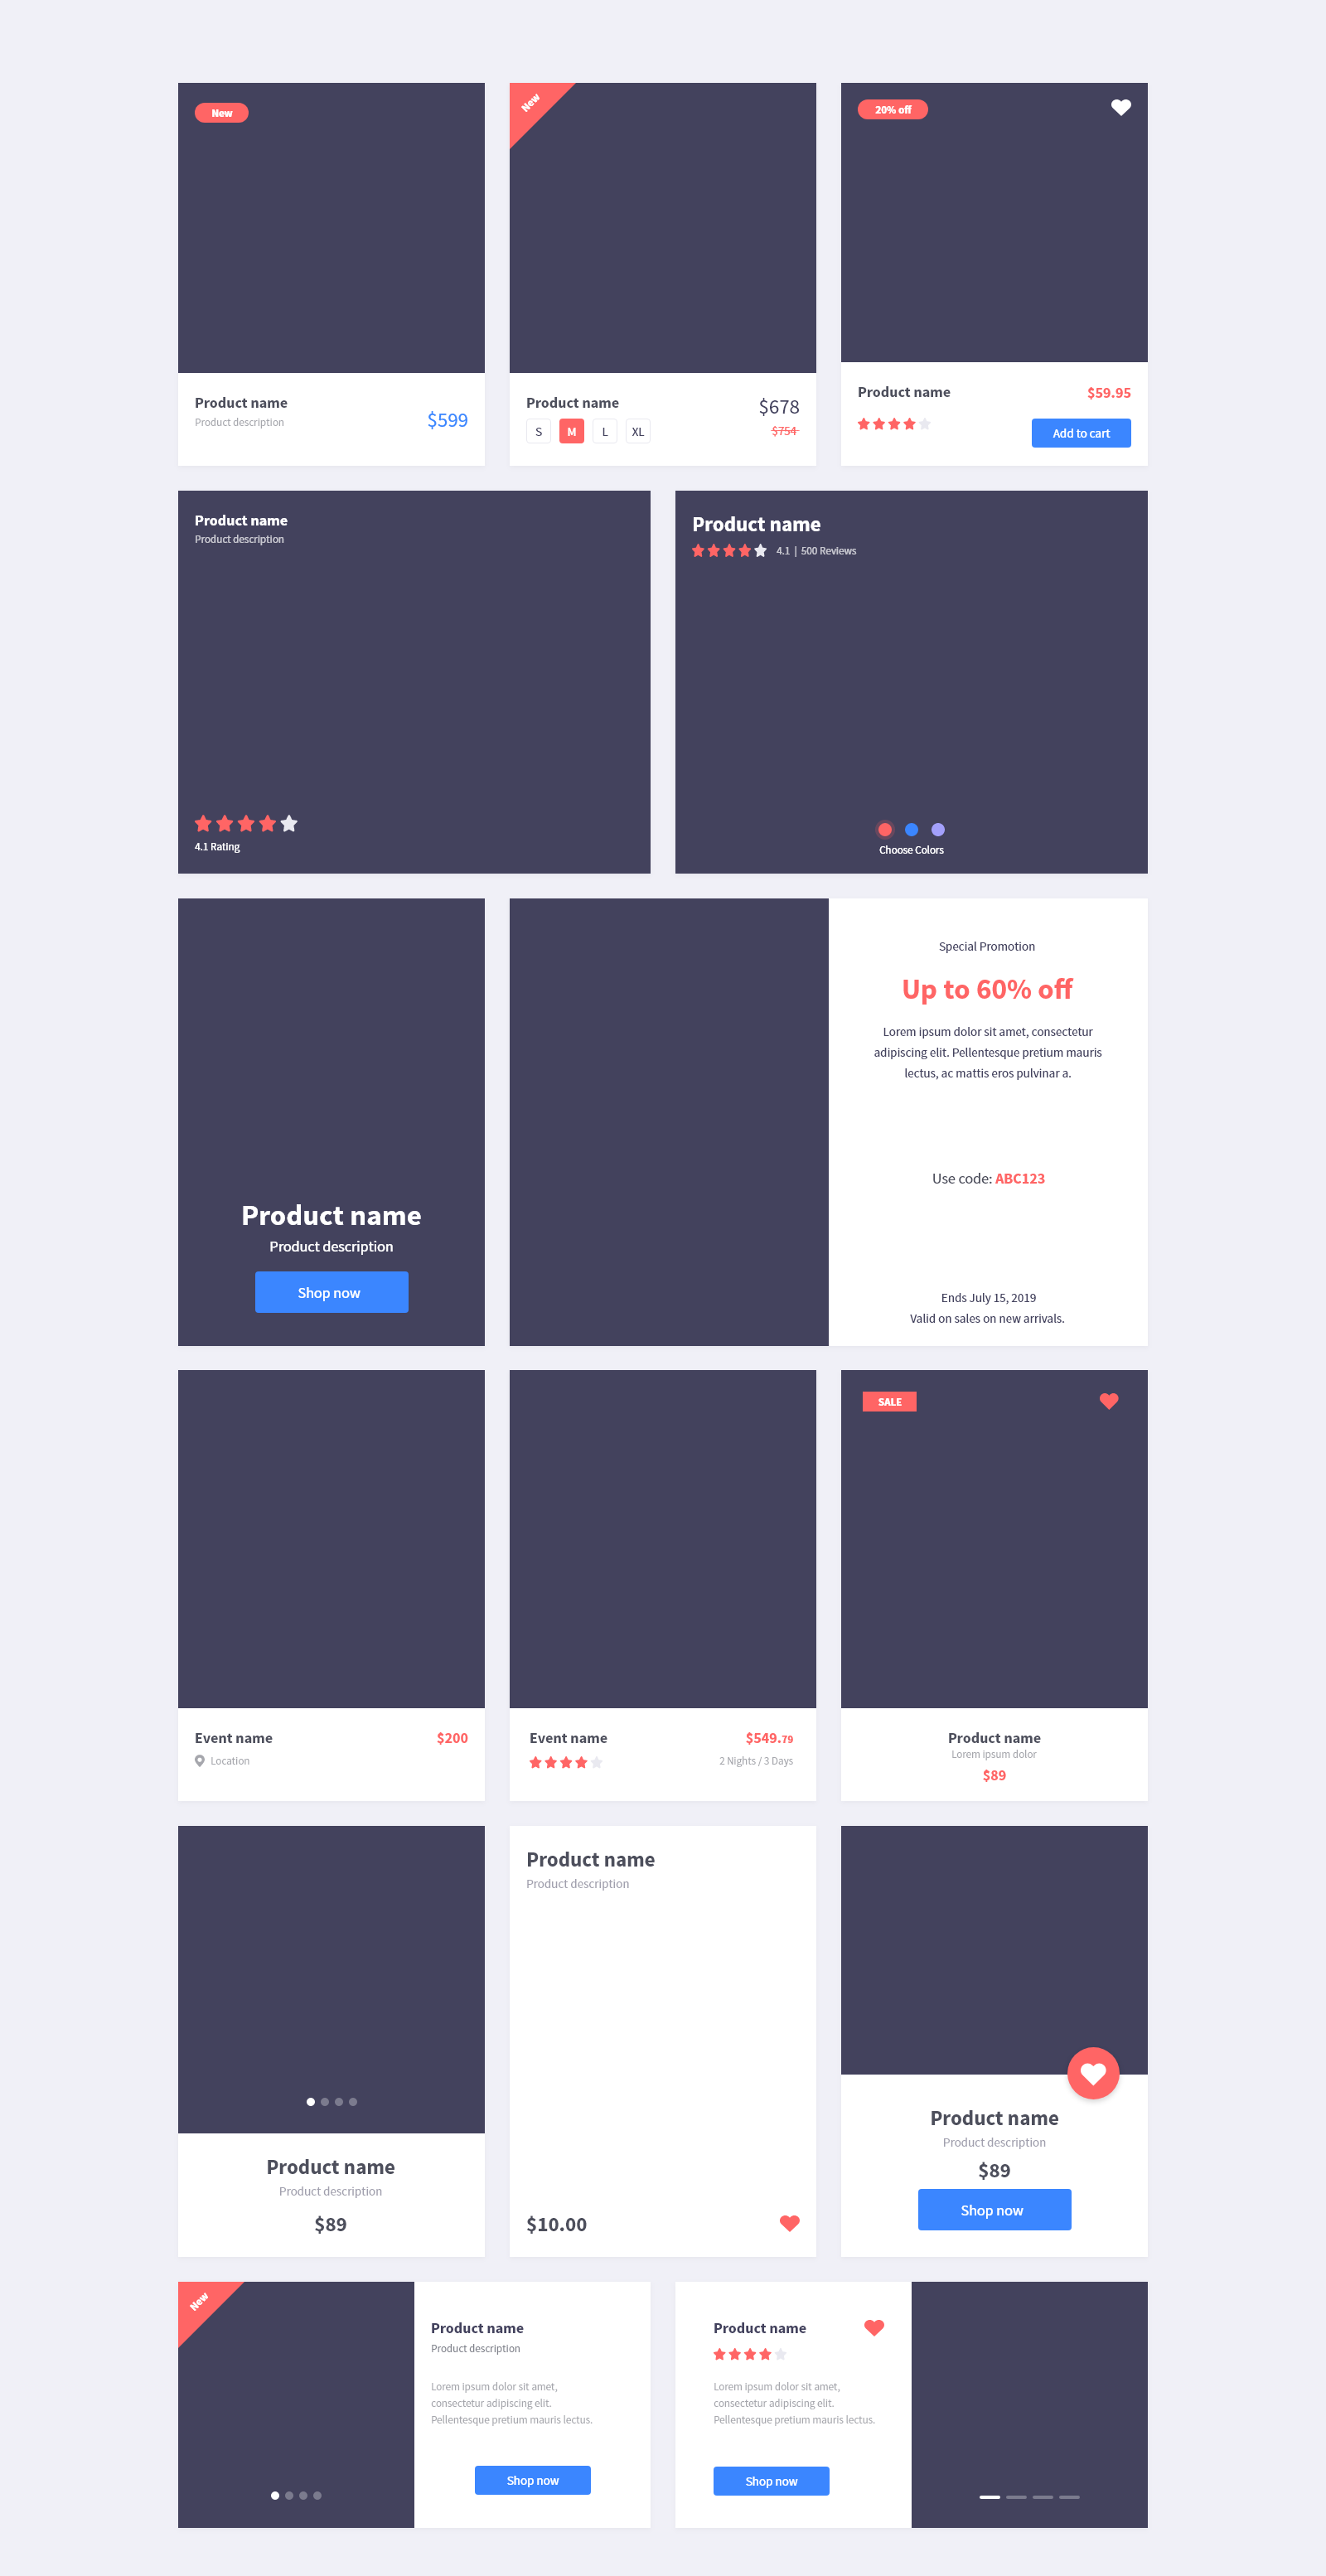 New
New
20% off
Product name
Product description
$599
Product name
$678
S M L XL
$754
Product name
$59.95
Add to cart
Product name
Product description
4.1 Rating
Product name
4.1 | 500 Reviews
Choose Colors
Product name
Product description
Shop now
Special Promotion
Up to 60% off
Lorem ipsum dolor sit amet, consectetur
adipiscing elit. Pellentesque pretium mauris
lectus, ac mattis eros pulvinar a.
Use code: ABC123
Ends July 15, 2019
Valid on sales on new arrivals.
Event name
$200
Location
Event name
$549.79
2 Nights / 3 Days
SALE
Product name
Lorem ipsum dolor
$89
Product name
Product description
$89
Product name
Product description
$10.00
Product name
Product description
$89
Shop now
New
Product name
Product description
Lorem ipsum dolor sit amet,
consectetur adipiscing elit.
Pellentesque pretium mauris lectus.
Shop now
Product name
Lorem ipsum dolor sit amet,
consectetur adipiscing elit.
Pellentesque pretium mauris lectus.
Shop now